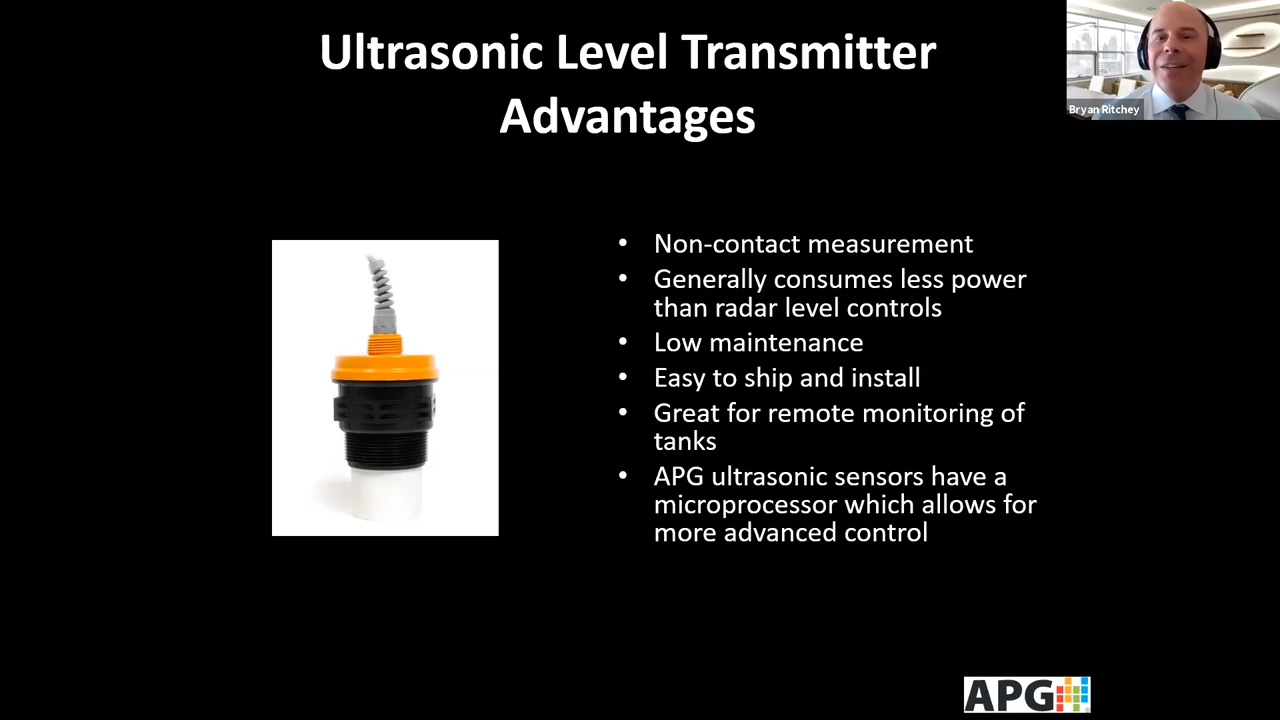 Ultrasonic Level Transmitter
Advantages
Bryan Ritchey
• Non-contact measurement
• Generally consumes less power
than radar level controls
• Low maintenance
• Easy to ship and install
• Great for remote monitoring of
tanks
• APG ultrasonic sensors have a
microprocessor which allows for
more advanced control
APG